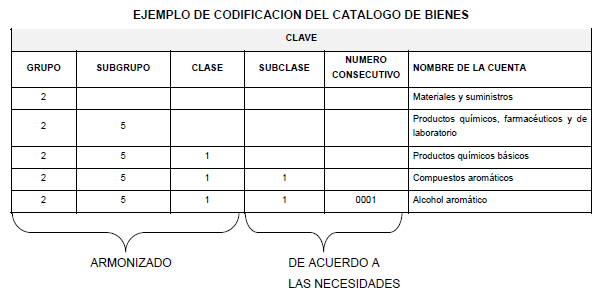 EJEMPLO DE CODIFICACION DEL CATALOGO DE BIENES
CLAVE
GRUPO SUBGRUPO CLASE SUBCLASE NUMERO CONSECUTIVO NOMBRE DE LA CUENTA
2 Materiales y suministros
2 5 Productos químicos, farmacéuticos y de laboratorio
2 5 1 Productos químicos básicos
2 5 1 1 Compuestos aromáticos
2 5 1 1 0001 Alcohol aromático
ARMONIZADO
DE ACUERDO A
LAS NECESIDADES